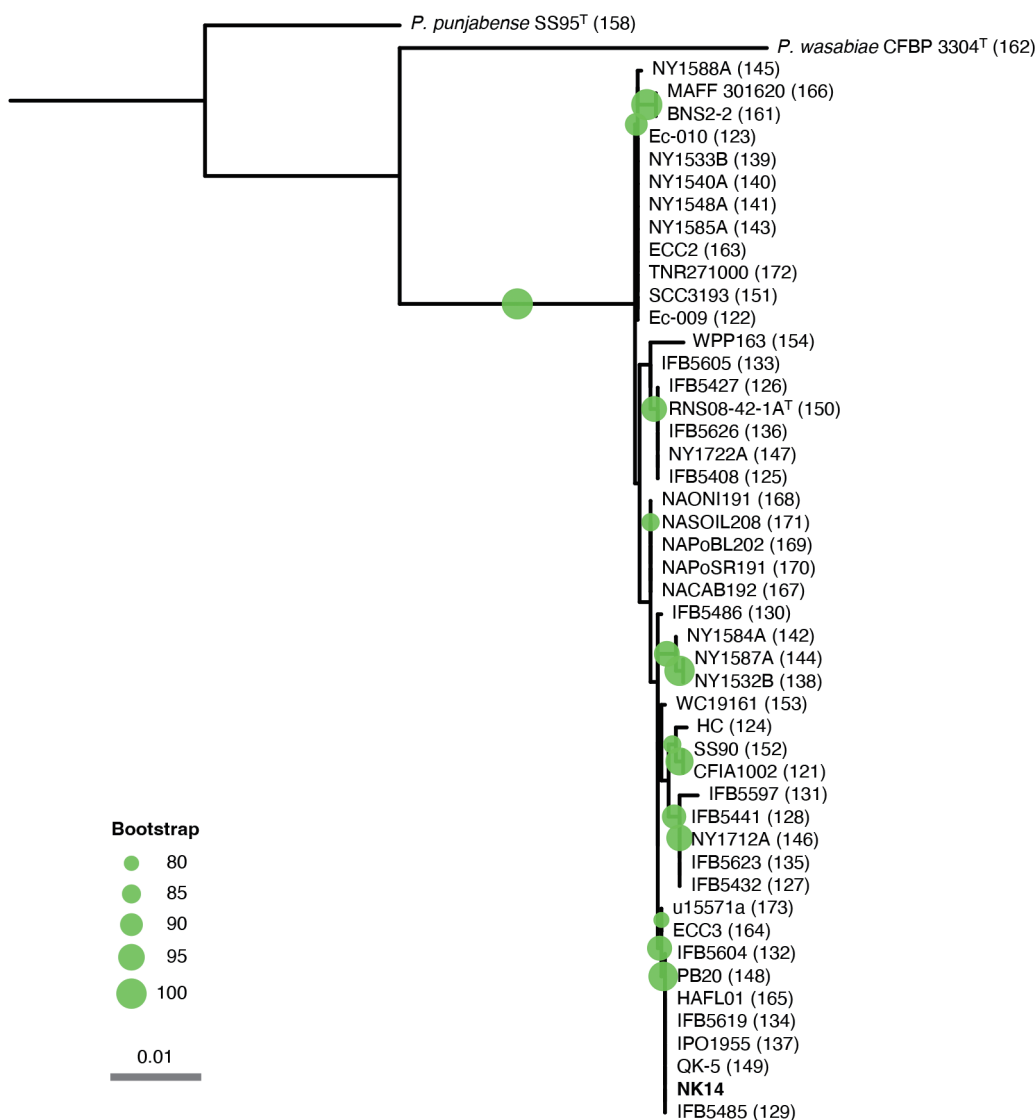 P. punjabense SS95ᵀ (158)
P. wasabiae CFBP 3304ᵀ (162)
NY1588A (145)
MAFF 301620 (166)
BNS2-2 (161)
Ec-010 (123)
NY1533B (139)
NY1540A (140)
NY1548A (141)
NY1585A (143)
ECC2 (163)
TNR271000 (172)
SCC3193 (151)
Ec-009 (122)
WPP163 (154)
IFB5605 (133)
IFB5427 (126)
RNS08-42-1Aᵀ (150)
IFB5626 (136)
NY1722A (147)
IFB5408 (125)
NAONI191 (168)
NASOIL208 (171)
NAPoBL202 (169)
NAPoSR191 (170)
NACAB192 (167)
IFB5486 (130)
NY1584A (142)
NY1587A (144)
NY1532B (138)
WC19161 (153)
HC (124)
SS90 (152)
CFIA1002 (121)
IFB5597 (131)
IFB5441 (128)
NY1712A (146)
IFB5623 (135)
IFB5432 (127)
u15571a (173)
ECC3 (164)
IFB5604 (132)
PB20 (148)
HAFL01 (165)
IFB5619 (134)
IPO1955 (137)
QK-5 (149)
NK14
IFB5485 (129)
Bootstrap
80
85
90
95
100
0.01